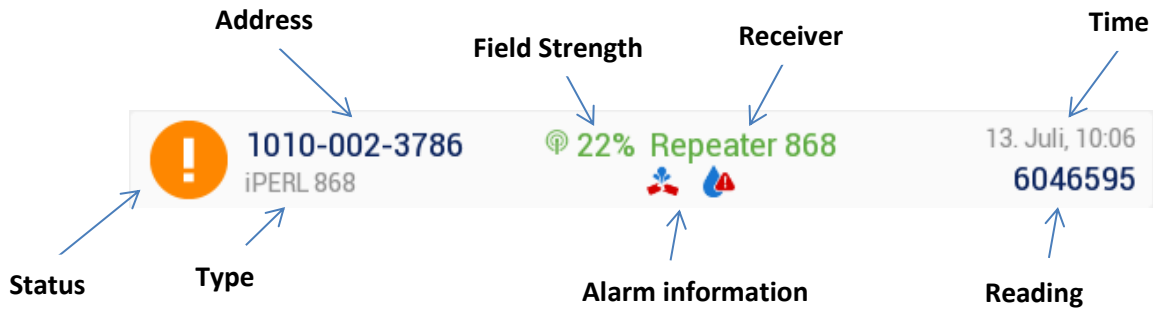 Address
Time
Receiver
Field Strength
1010-002-3786
22% Repeater 868
13. Juli, 10:06
iPERL 868
6046595
Status
Type
Alarm information
Reading